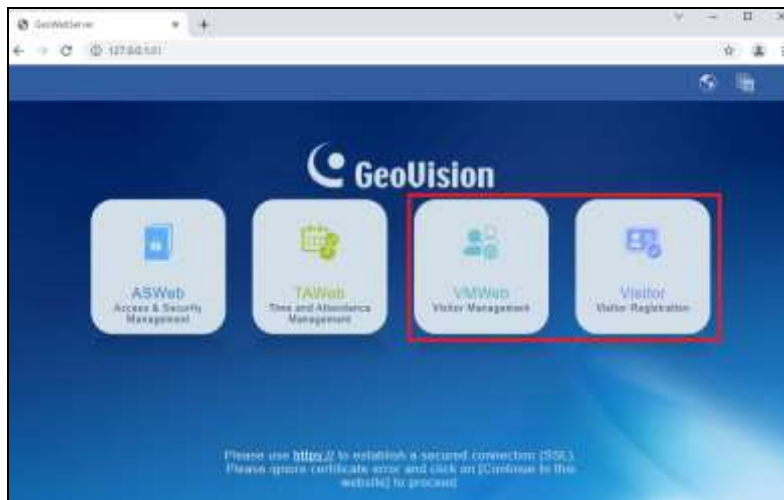 GeoWebServer
127.0.0.1
GeoVision
ASWeb
Access & Security
Management
TAWeb
Time and Attendance
Management
VMWeb
Visitor Management
Visitor
Visitor Registration
Please use https:// to establish a secured connection (SSL).
Please ignore certificate error and click on [Continue to this
website] to proceed